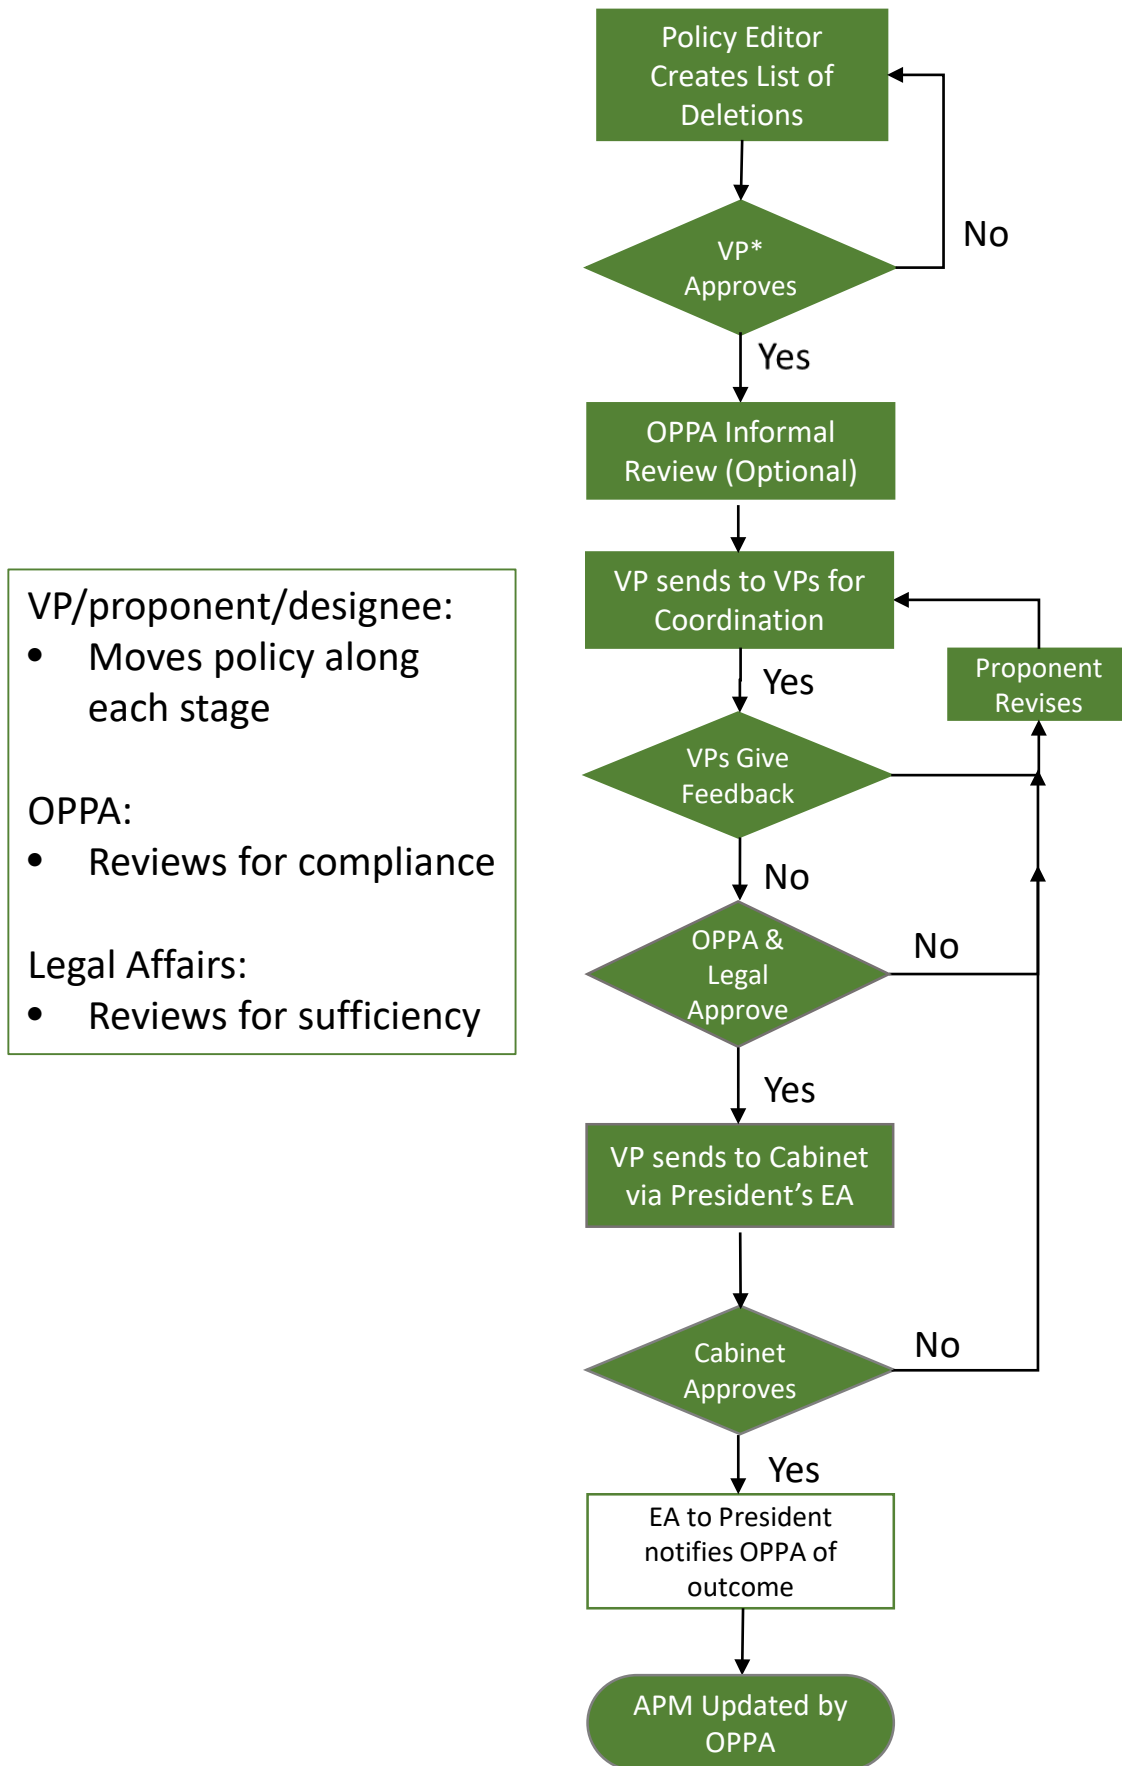 Policy Editor
Creates List of
Deletions
No
VP*
Approves
Yes
OPPA Informal
Review (Optional)
VP sends to VPs for
Coordination
Yes
Proponent
Revises
VPs Give
Feedback
No
OPPA &
Legal
Approve
No
Yes
VP sends to Cabinet
via President’s EA
Cabinet
Approves
No
Yes
EA to President
notifies OPPA of
outcome
APM Updated by
OPPA
VP/proponent/designee:
• Moves policy along
each stage
OPPA:
• Reviews for compliance
Legal Affairs:
• Reviews for sufficiency